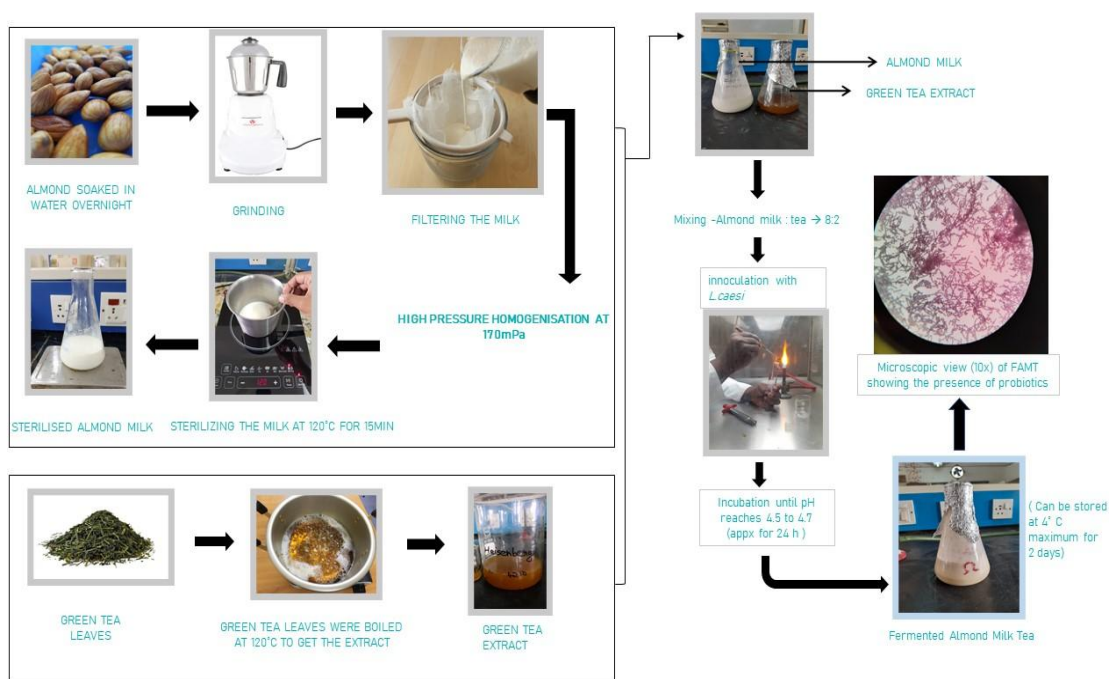 ALMOND SOAKED IN
WATER OVERNIGHT
GRINDING
FILTERING THE MILK
HIGH PRESSURE HOMOGENISATION AT
170mPa
STERILIZING THE MILK AT 120°C FOR 15MIN
STERILISED ALMOND MILK
GREEN TEA
LEAVES
GREEN TEA LEAVES WERE BOILED
AT 120°C TO GET THE EXTRACT
GREEN TEA
EXTRACT
ALMOND MILK
GREEN TEA EXTRACT
Mixing -Almond milk : tea → 8:2
innoculation with
L.caesi
Incubation until pH
reaches 4.5 to 4.7
(appx for 24 h )
Ω
( Can be stored
at 4° C
maximum for
2 days)
Fermented Almond Milk Tea
Microscopic view (10x) of FAMT
showing the presence of probiotics